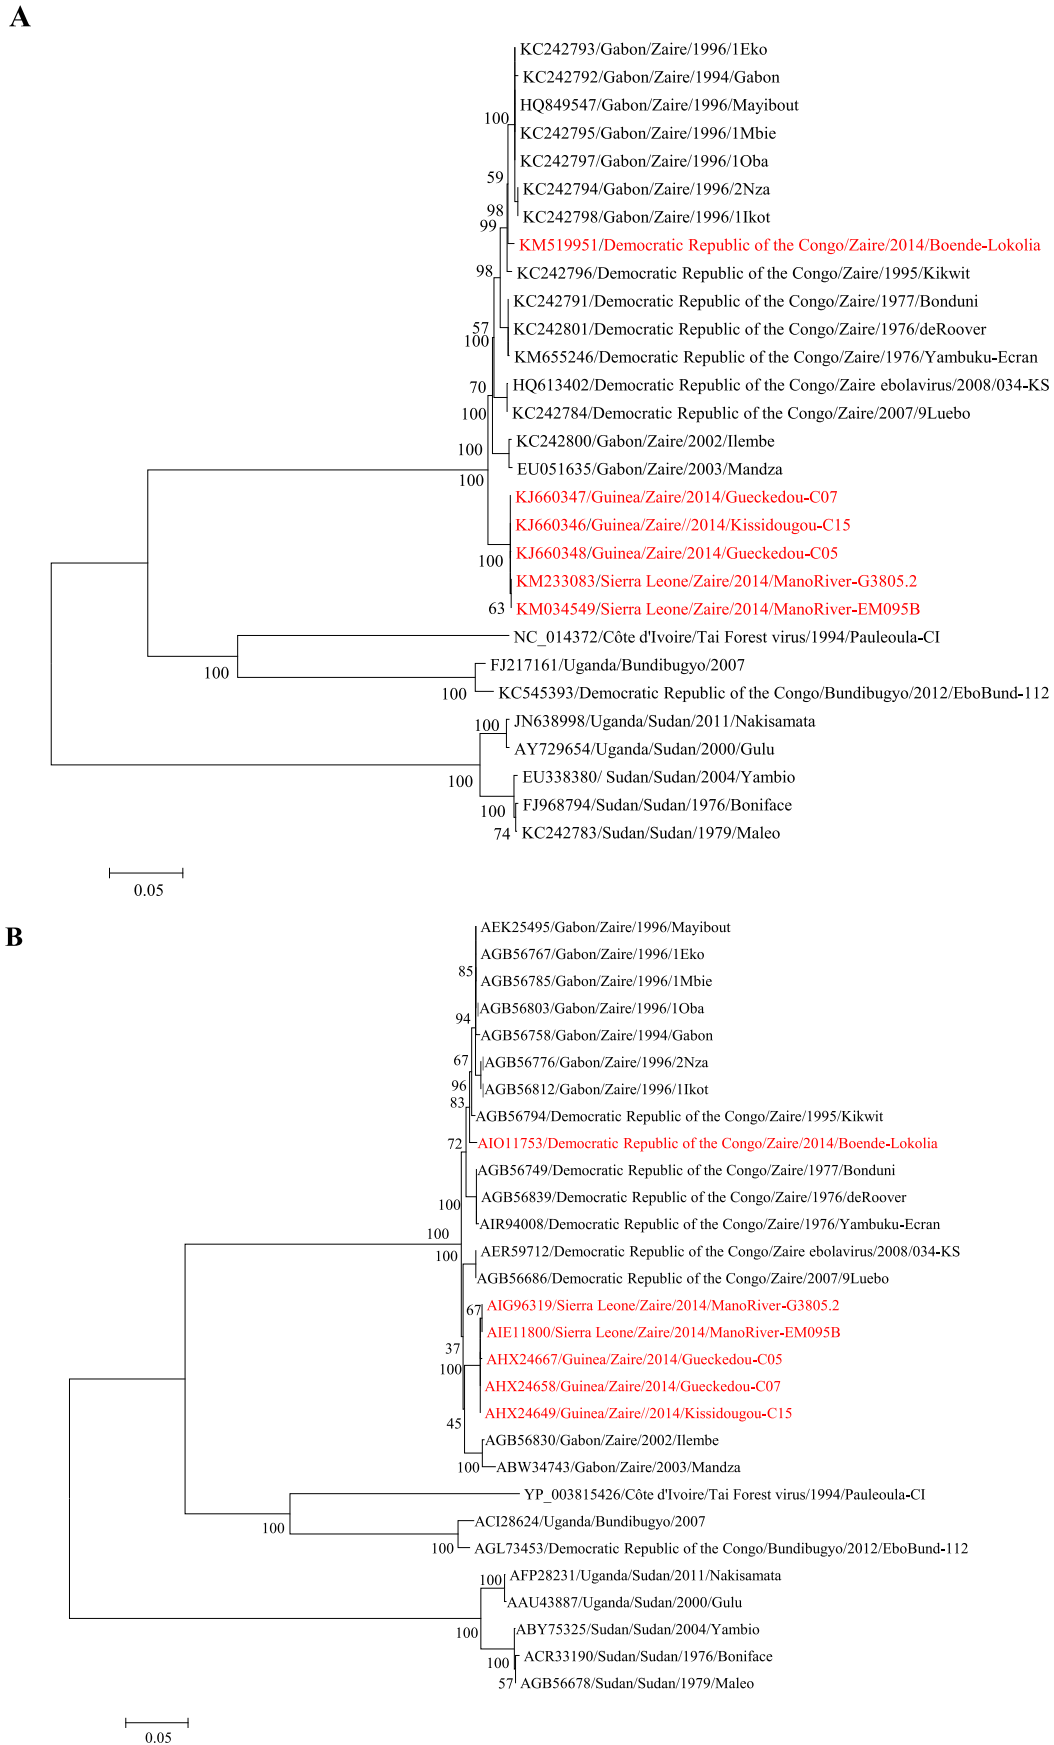 A
KC242793/Gabon/Zaire/1996/1Eko
KC242792/Gabon/Zaire/1994/Gabon
HQ849547/Gabon/Zaire/1996/Mayibout
100
KC242795/Gabon/Zaire/1996/1Mbie
KC242797/Gabon/Zaire/1996/1Oba
59
KC242794/Gabon/Zaire/1996/2Nza
98
KC242798/Gabon/Zaire/1996/1Ikot
99
KM519951/Democratic Republic of the Congo/Zaire/2014/Boende-Lokolia
98
KC242796/Democratic Republic of the Congo/Zaire/1995/Kikwit
KC242791/Democratic Republic of the Congo/Zaire/1977/Bonduni
57
KC242801/Democratic Republic of the Congo/Zaire/1976/deRoover
100
KM655246/Democratic Republic of the Congo/Zaire/1976/Yambuku-Ecran
70
HQ613402/Democratic Republic of the Congo/Zaire ebolavirus/2008/034-KS
100
KC242784/Democratic Republic of the Congo/Zaire/2007/9Luebo
100
KC242800/Gabon/Zaire/2002/Ilembe
100
EU051635/Gabon/Zaire/2003/Mandza
KJ660347/Guinea/Zaire/2014/Gueckedou-C07
KJ660346/Guinea/Zaire//2014/Kissidougou-C15
100
KJ660348/Guinea/Zaire/2014/Gueckedou-C05
KM233083/Sierra Leone/Zaire/2014/ManoRiver-G3805.2
63
KM034549/Sierra Leone/Zaire/2014/ManoRiver-EM095B
NC_014372/Côte d'Ivoire/Tai Forest virus/1994/Pauleoula-CI
100
FJ217161/Uganda/Bundibugyo/2007
100
KC545393/Democratic Republic of the Congo/Bundibugyo/2012/EboBund-112
100
JN638998/Uganda/Sudan/2011/Nakisamata
AY729654/Uganda/Sudan/2000/Gulu
100
EU338380/ Sudan/Sudan/2004/Yambio
100
FJ968794/Sudan/Sudan/1976/Boniface
74
KC242783/Sudan/Sudan/1979/Maleo
0.05
B
AEK25495/Gabon/Zaire/1996/Mayibout
AGB56767/Gabon/Zaire/1996/1Eko
85
AGB56785/Gabon/Zaire/1996/1Mbie
AGB56803/Gabon/Zaire/1996/1Oba
94
AGB56758/Gabon/Zaire/1994/Gabon
67
AGB56776/Gabon/Zaire/1996/2Nza
96
AGB56812/Gabon/Zaire/1996/1Ikot
83
AGB56794/Democratic Republic of the Congo/Zaire/1995/Kikwit
72
AIO11753/Democratic Republic of the Congo/Zaire/2014/Boende-Lokolia
AGB56749/Democratic Republic of the Congo/Zaire/1977/Bonduni
100
AGB56839/Democratic Republic of the Congo/Zaire/1976/deRoover
AIR94008/Democratic Republic of the Congo/Zaire/1976/Yambuku-Ecran
100
100
AER59712/Democratic Republic of the Congo/Zaire ebolavirus/2008/034-KS
AGB56686/Democratic Republic of the Congo/Zaire/2007/9Luebo
67
AIG96319/Sierra Leone/Zaire/2014/ManoRiver-G3805.2
AIE11800/Sierra Leone/Zaire/2014/ManoRiver-EM095B
37
AHX24667/Guinea/Zaire/2014/Gueckedou-C05
100
AHX24658/Guinea/Zaire/2014/Gueckedou-C07
AHX24649/Guinea/Zaire//2014/Kissidougou-C15
45
AGB56830/Gabon/Zaire/2002/Ilembe
100
ABW34743/Gabon/Zaire/2003/Mandza
YP_003815426/Côte d'Ivoire/Tai Forest virus/1994/Pauleoula-CI
100
ACI28624/Uganda/Bundibugyo/2007
100
AGL73453/Democratic Republic of the Congo/Bundibugyo/2012/EboBund-112
100
AFP28231/Uganda/Sudan/2011/Nakisamata
AAU43887/Uganda/Sudan/2000/Gulu
100
ABY75325/Sudan/Sudan/2004/Yambio
100
ACR33190/Sudan/Sudan/1976/Boniface
57
AGB56678/Sudan/Sudan/1979/Maleo
0.05